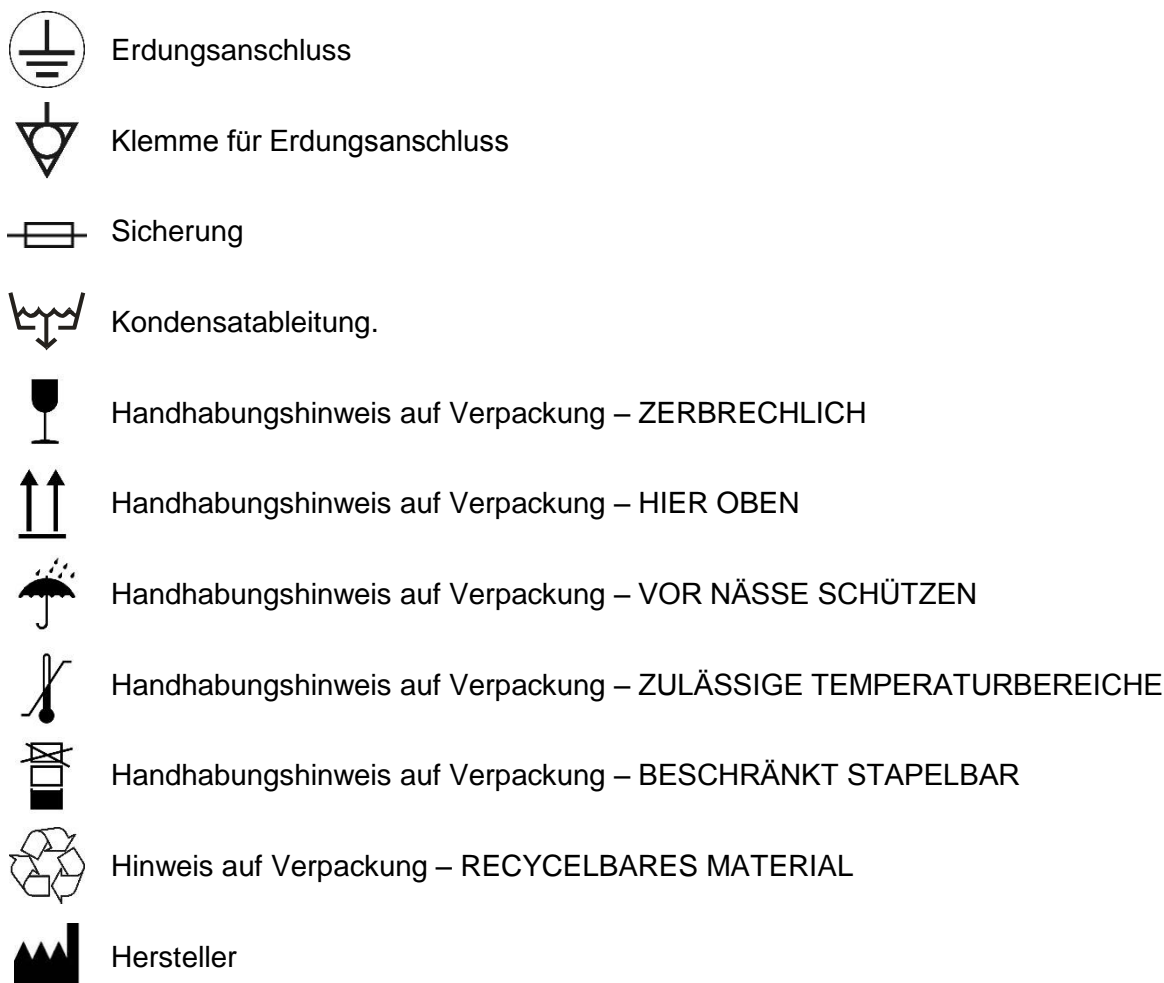 Erdungsanschluss
Klemme für Erdungsanschluss
Sicherung
Kondensatableitung.
Handhabungshinweis auf Verpackung – ZERBRECHLICH
Handhabungshinweis auf Verpackung – HIER OBEN
Handhabungshinweis auf Verpackung – VOR NÄSSE SCHÜTZEN
Handhabungshinweis auf Verpackung – ZULÄSSIGE TEMPERATURBEREICHE
Handhabungshinweis auf Verpackung – BESCHRÄNKT STAPELBAR
Hinweis auf Verpackung – RECYCELBARES MATERIAL
Hersteller